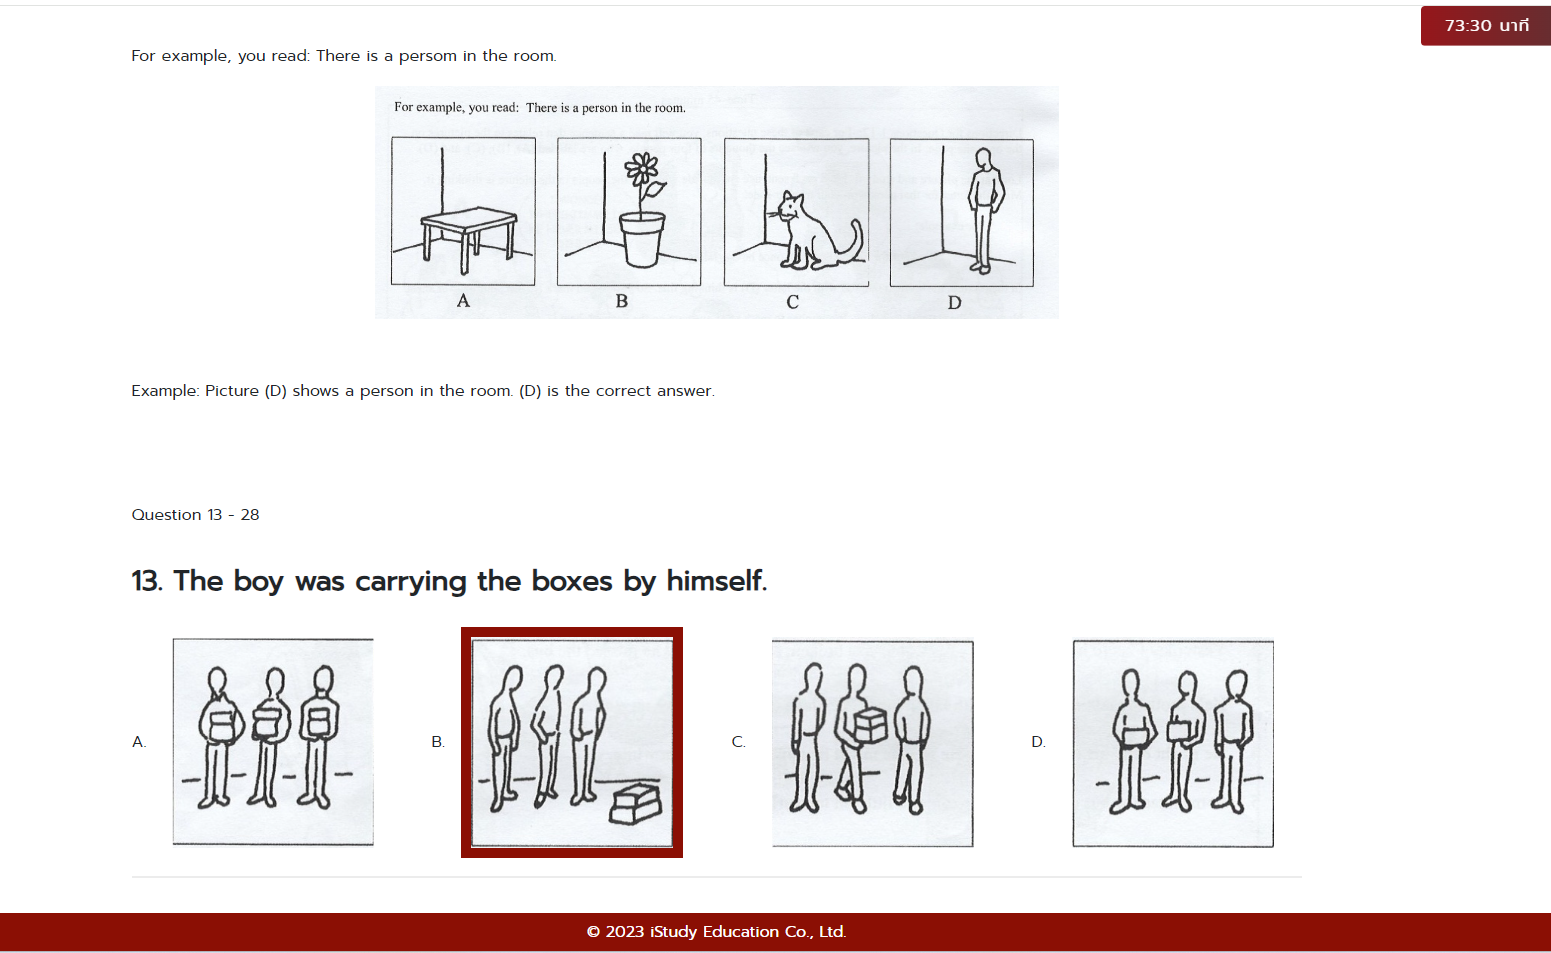 73:30 นาที
For example, you read: There is a persom in the room.
For example, you read: There is a person in the room.
A B C D
Example: Picture (D) shows a person in the room. (D) is the correct answer.
Question 13 - 28
13. The boy was carrying the boxes by himself.
A. B. C. D.
© 2023 iStudy Education Co., Ltd.